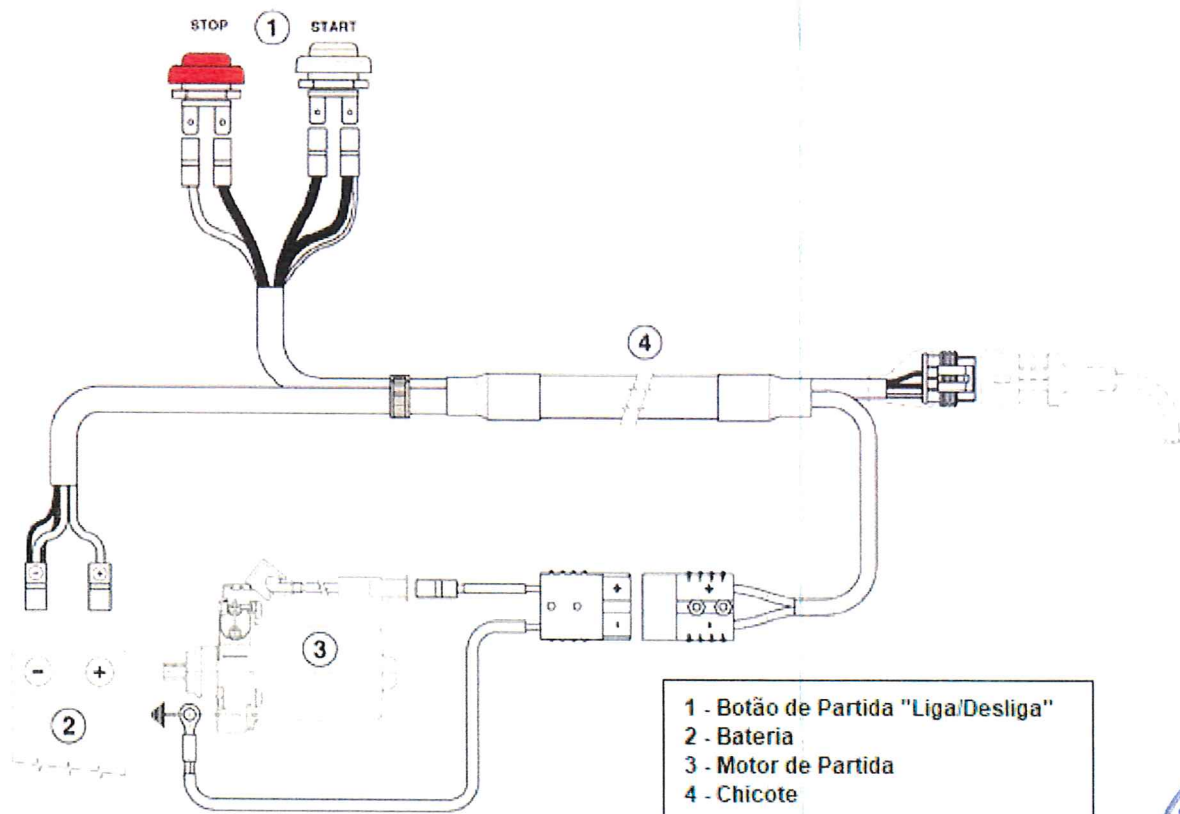 STOP 1 START
4
- +
+
-
+
-
3
- +
2
1 - Botão de Partida "Liga/Desliga"
2 - Bateria
3 - Motor de Partida
4 - Chicote